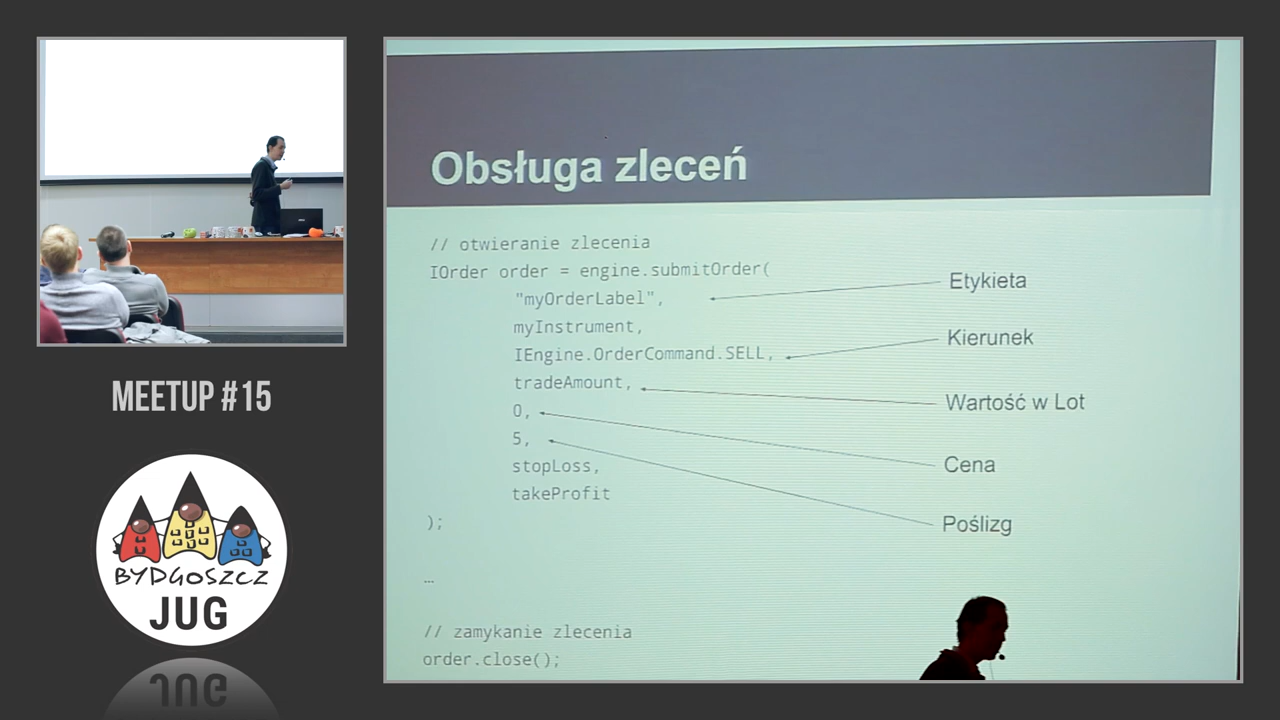 Obsługa zleceń
// otwieranie zlecenia
IOrder order = engine.submitOrder(
"myOrderLabel",
Etykieta
myInstrument,
Kierunek
IEngine.OrderCommand.SELL,
tradeAmount,
Wartość w Lot
0,
5,
Cena
stopLoss,
takeProfit
Poślizg
);
…
// zamykanie zlecenia
order.close();
MEETUP #15
BYDGOSZCZ
JUG